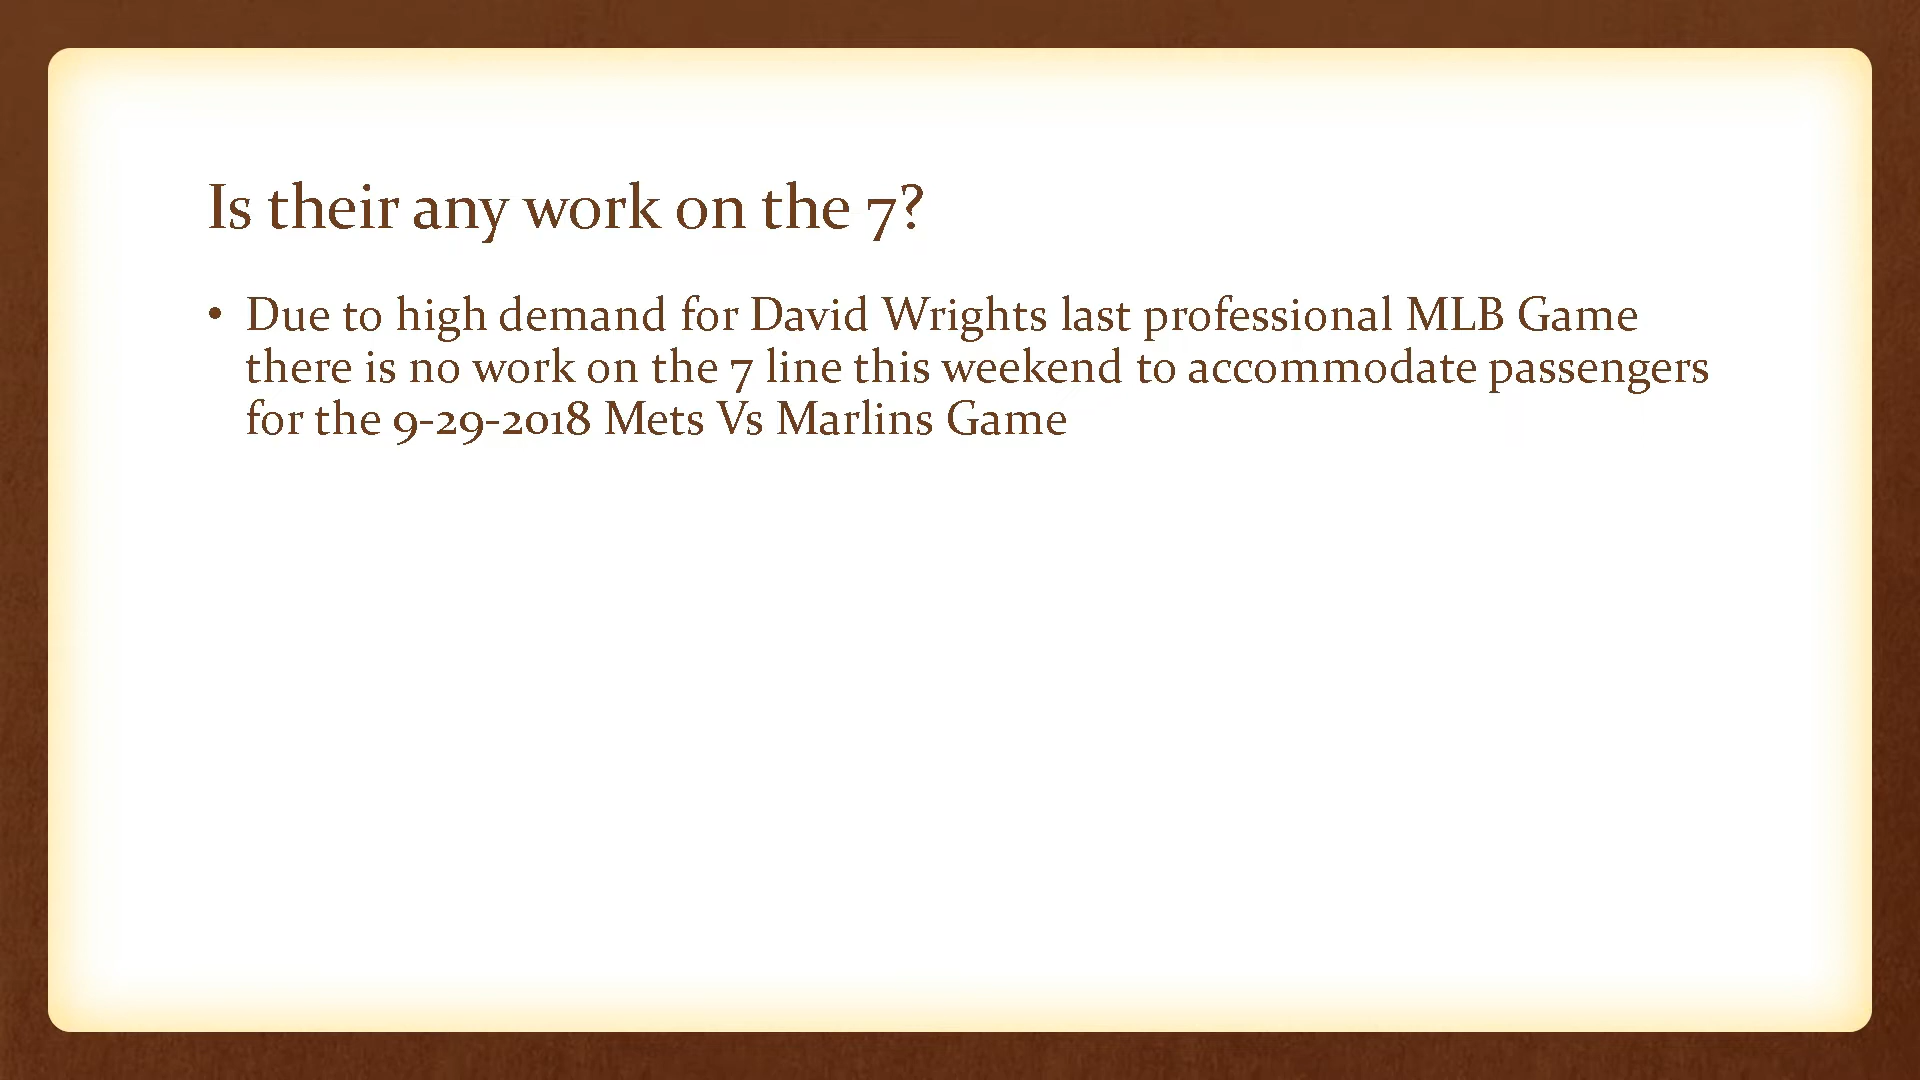 Is their any work on the 7?
• Due to high demand for David Wrights last professional MLB Game
there is no work on the 7 line this weekend to accommodate passengers
for the 9-29-2018 Mets Vs Marlins Game